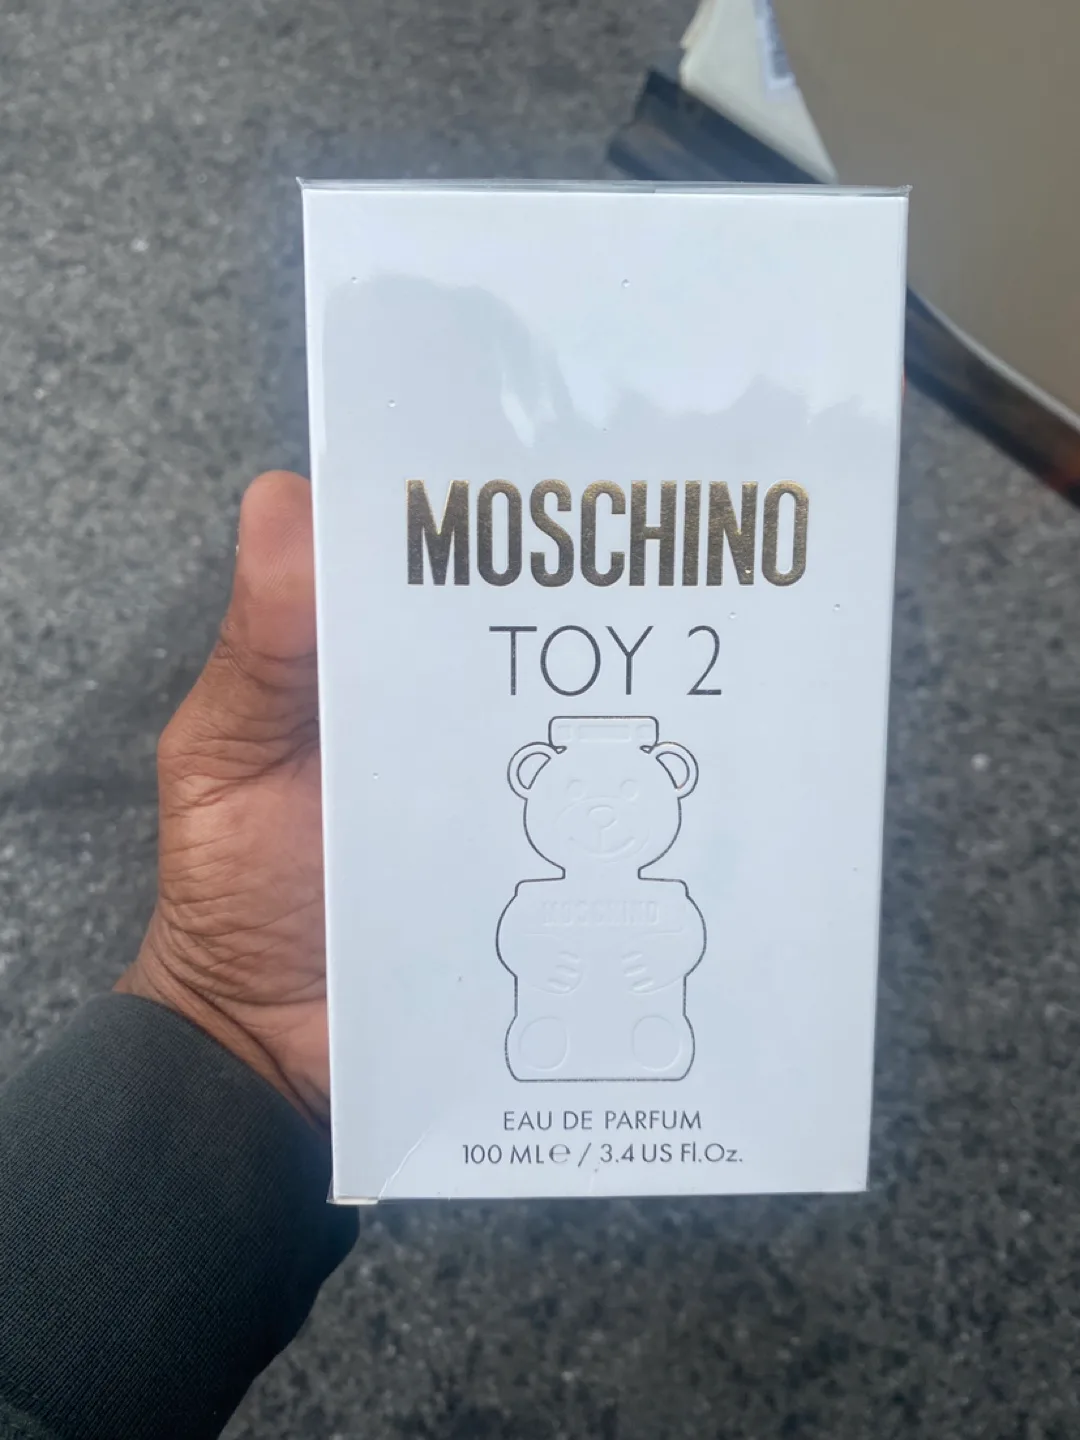 MOSCHINO
TOY 2
MOSCHINO
EAU DE PARFUM
100 ML ℮ / 3.4 US Fl.Oz.